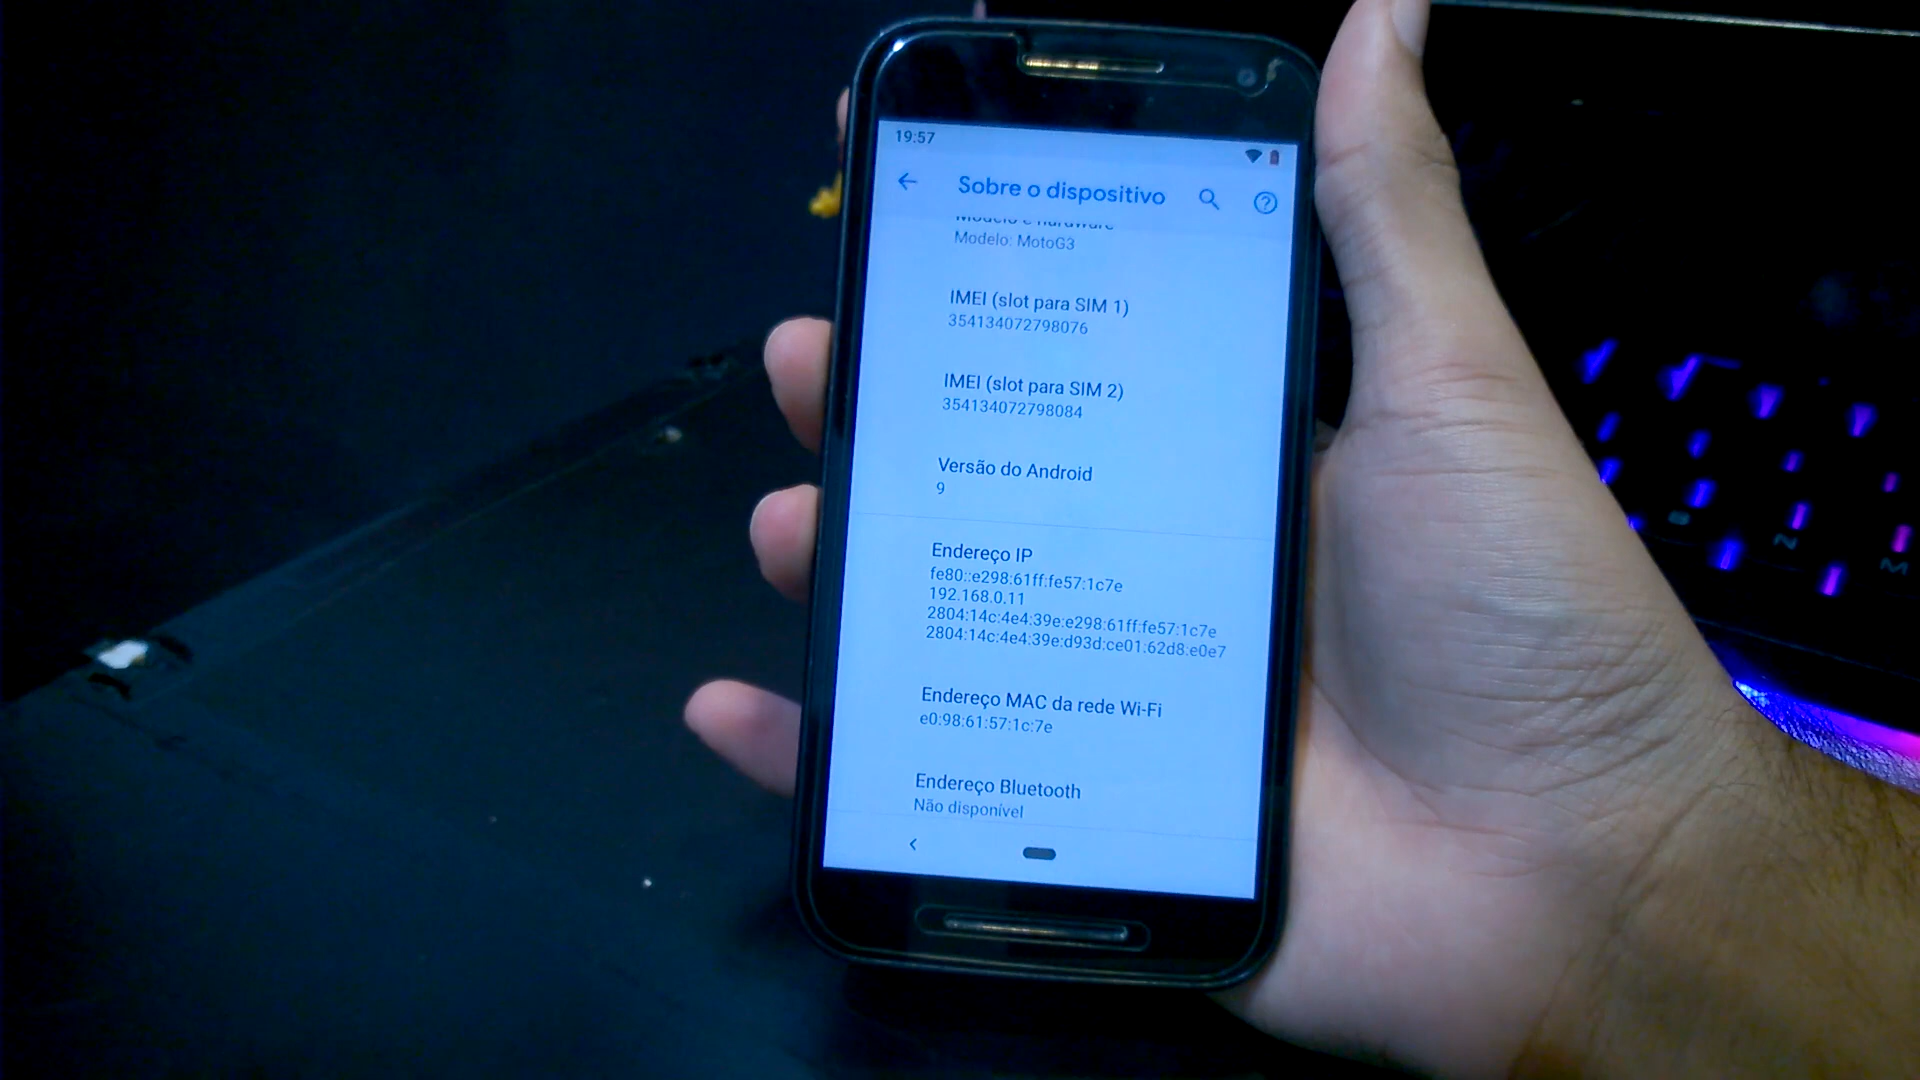 19:57
Sobre o dispositivo
Modelo e hardware
Modelo: MotoG3
IMEI (slot para SIM 1)
354134072798076
IMEI (slot para SIM 2)
354134072798084
Versão do Android
9
Endereço IP
fe80::e298:61ff:fe57:1c7e
192.168.0.11
2804:14c:4e4:39e:e298:61ff:fe57:1c7e
2804:14c:4e4:39e:d93d:ce01:62d8:e0e7
Endereço MAC da rede Wi-Fi
e0:98:61:57:1c:7e
Endereço Bluetooth
Não disponível
B
N
M